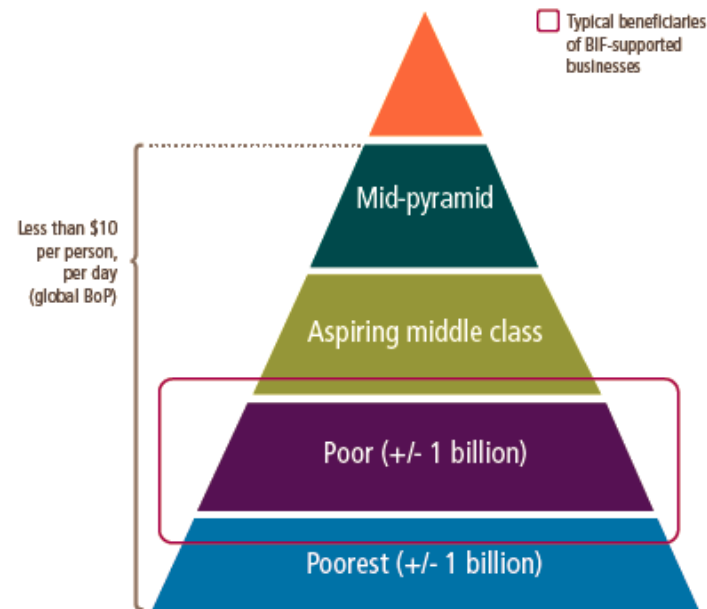 Typical beneficiaries
of BIF-supported
businesses
Mid-pyramid
Less than $10
per person,
per day
(global BoP)
Aspiring middle class
Poor (+/- 1 billion)
Poorest (+/- 1 billion)